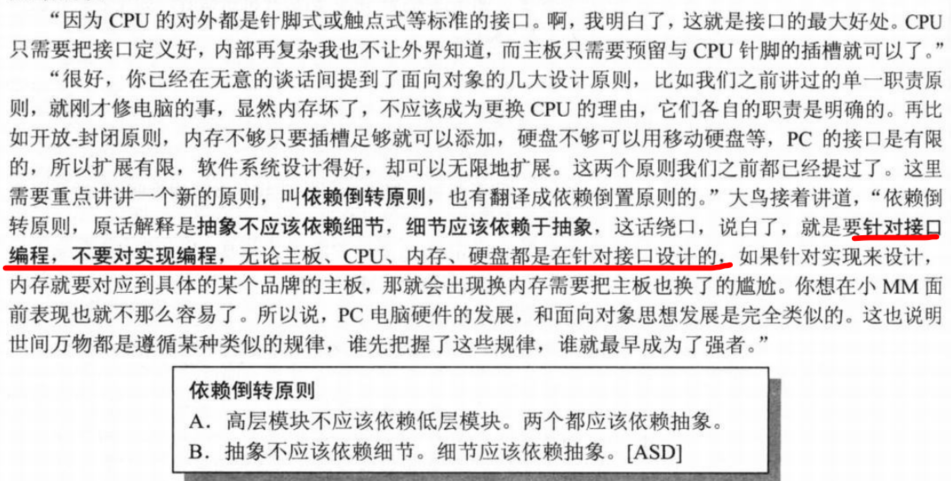 “因为 CPU 的对外都是针脚式或触点式等标准的接口。啊，我明白了，这就是接口的最大好处。CPU
只需要把接口定义好，内部再复杂我也不让外界知道，而主板只需要预留与 CPU 针脚的插槽就可以了。”
“很好，你已经在无意的谈话间提到了面向对象的几大设计原则，比如我们之前讲过的单一职责原
则，就刚才修电脑的事，显然内存坏了，不应该成为更换 CPU 的理由，它们各自的职责是明确的。再比
如开放-封闭原则，内存不够只要插槽足够就可以添加，硬盘不够可以用移动硬盘等，PC 的接口是有限
的，所以扩展有限，软件系统设计得好，却可以无限地扩展。这两个原则我们之前都已经提过了。这里
需要重点讲讲一个新的原则，叫依赖倒转原则，也有翻译成依赖倒置原则的。”大鸟接着讲道，“依赖倒
转原则，原话解释是抽象不应该依赖细节，细节应该依赖于抽象，这话绕口，说白了，就是要针对接口
编程，不要对实现编程，无论主板、CPU、内存、硬盘都是在针对接口设计的，如果针对实现来设计，
内存就要对应到具体的某个品牌的主板，那就会出现换内存需要把主板也换了的尴尬。你想在小 MM 面
前表现也就不那么容易了。所以说，PC 电脑硬件的发展，和面向对象思想发展是完全类似的。这也说明
世间万物都是遵循某种类似的规律，谁先把握了这些规律，谁就最早成为了强者。”
依赖倒转原则
A．高层模块不应该依赖低层模块。两个都应该依赖抽象。
B．抽象不应该依赖细节。细节应该依赖抽象。[ASD]